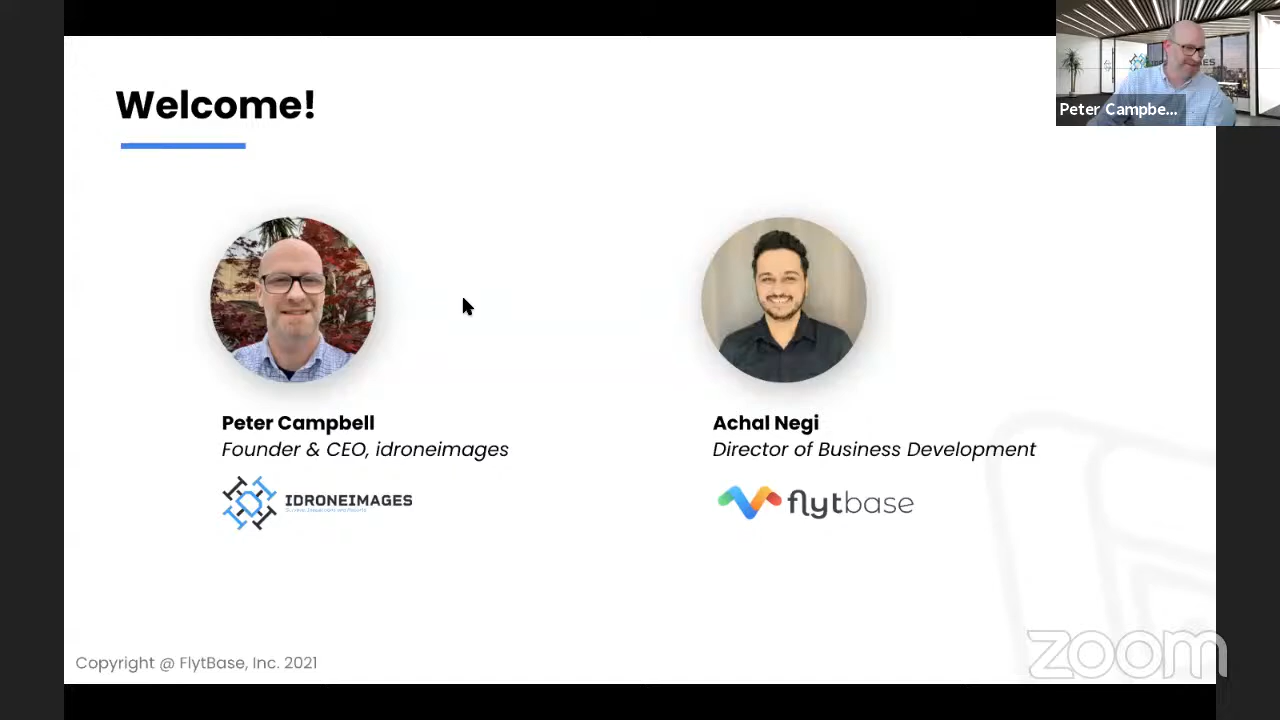 Welcome!
Peter Campbe...
Peter Campbell
Founder & CEO, idroneimages
IDRONEIMAGES
Achal Negi
Director of Business Development
flytbase
Copyright @ FlytBase, Inc. 2021
zoom